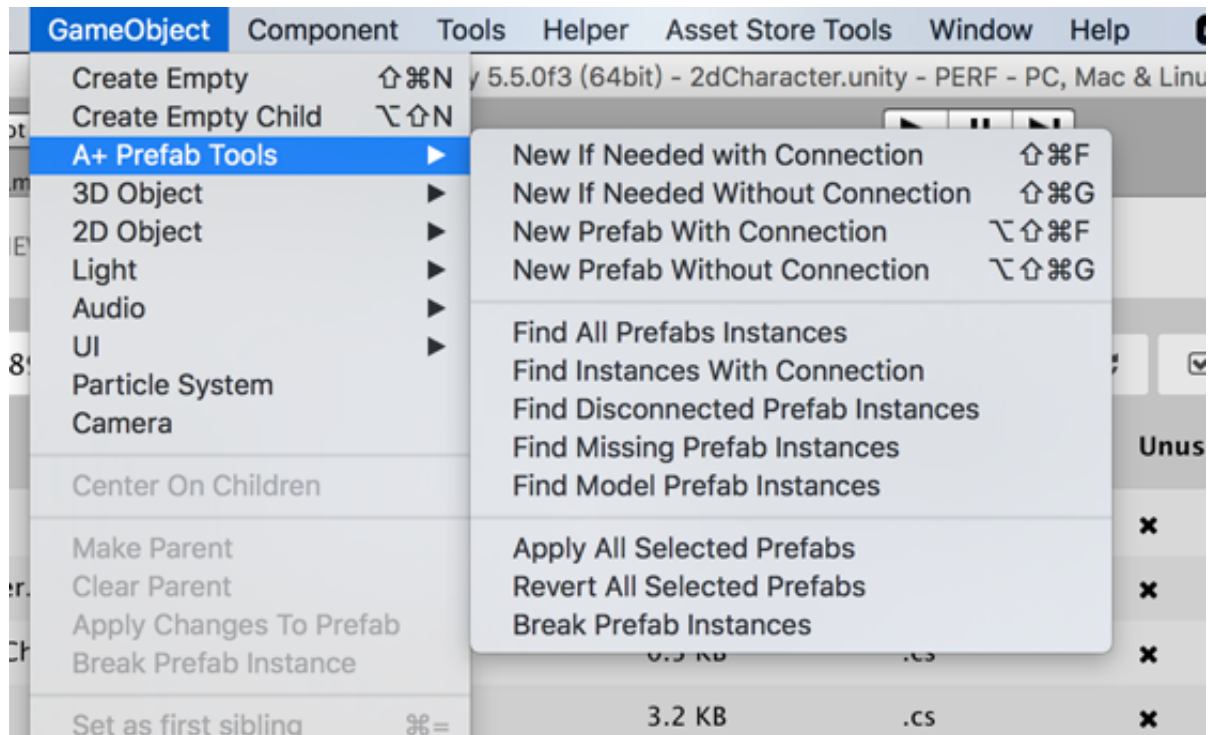 GameObject Component Tools Helper Asset Store Tools Window Help
5.5.0f3 (64bit) - 2dCharacter.unity - PERF - PC, Mac &
Create Empty ⇧⌘N
Create Empty Child ⌥⇧N
A+ Prefab Tools ▶
3D Object ▶
2D Object ▶
Light ▶
Audio ▶
UI ▶
Particle System
Camera
Center On Children
Make Parent
Clear Parent
Apply Changes To Prefab
Break Prefab Instance
Set as first sibling ⌘=
New If Needed with Connection ⇧⌘F
New If Needed Without Connection ⇧⌘G
New Prefab With Connection ⌥⇧⌘F
New Prefab Without Connection ⌥⇧⌘G
Find All Prefabs Instances
Find Instances With Connection
Find Disconnected Prefab Instances
Find Missing Prefab Instances
Find Model Prefab Instances
Apply All Selected Prefabs
Revert All Selected Prefabs
Break Prefab Instances
Unus
3.2 KB .cs